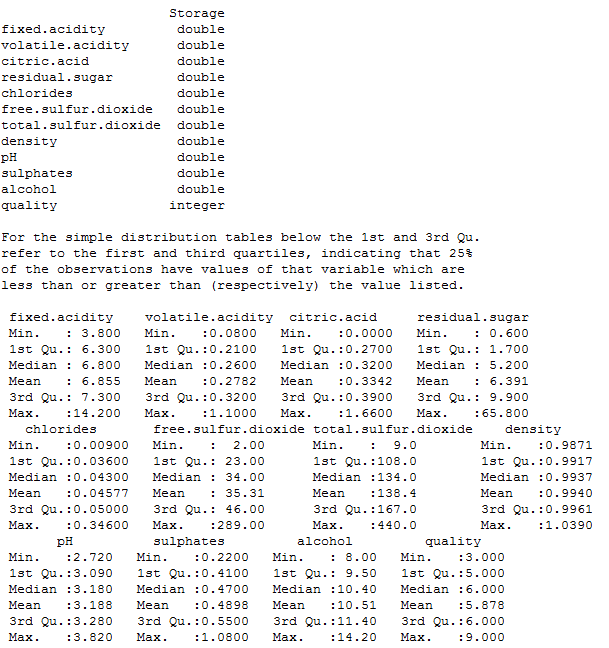 Storage
fixed.acidity         double
volatile.acidity      double
citric.acid           double
residual.sugar        double
chlorides             double
free.sulfur.dioxide   double
total.sulfur.dioxide  double
density               double
pH                    double
sulphates             double
alcohol               double
quality              integer

For the simple distribution tables below the 1st and 3rd Qu.
refer to the first and third quartiles, indicating that 25%
of the observations have values of that variable which are
less than or greater than (respectively) the value listed.

 fixed.acidity    volatile.acidity  citric.acid     residual.sugar
 Min.   : 3.800   Min.   :0.0800   Min.   :0.0000   Min.   : 0.600
 1st Qu.: 6.300   1st Qu.:0.2100   1st Qu.:0.2700   1st Qu.: 1.700
 Median : 6.800   Median :0.2600   Median :0.3200   Median : 5.200
 Mean   : 6.855   Mean   :0.2782   Mean   :0.3342   Mean   : 6.391
 3rd Qu.: 7.300   3rd Qu.:0.3200   3rd Qu.:0.3900   3rd Qu.: 9.900
 Max.   :14.200   Max.   :1.1000   Max.   :1.6600   Max.   :65.800
   chlorides       free.sulfur.dioxide total.sulfur.dioxide    density
 Min.   :0.00900   Min.   :  2.00      Min.   :  9.0        Min.   :0.9871
 1st Qu.:0.03600   1st Qu.: 23.00      1st Qu.:108.0        1st Qu.:0.9917
 Median :0.04300   Median : 34.00      Median :134.0        Median :0.9937
 Mean   :0.04577   Mean   : 35.31      Mean   :138.4        Mean   :0.9940
 3rd Qu.:0.05000   3rd Qu.: 46.00      3rd Qu.:167.0        3rd Qu.:0.9961
 Max.   :0.34600   Max.   :289.00      Max.   :440.0        Max.   :1.0390
       pH          sulphates         alcohol         quality
 Min.   :2.720   Min.   :0.2200   Min.   : 8.00   Min.   :3.000
 1st Qu.:3.090   1st Qu.:0.4100   1st Qu.: 9.50   1st Qu.:5.000
 Median :3.180   Median :0.4700   Median :10.40   Median :6.000
 Mean   :3.188   Mean   :0.4898   Mean   :10.51   Mean   :5.878
 3rd Qu.:3.280   3rd Qu.:0.5500   3rd Qu.:11.40   3rd Qu.:6.000
 Max.   :3.820   Max.   :1.0800   Max.   :14.20   Max.   :9.000